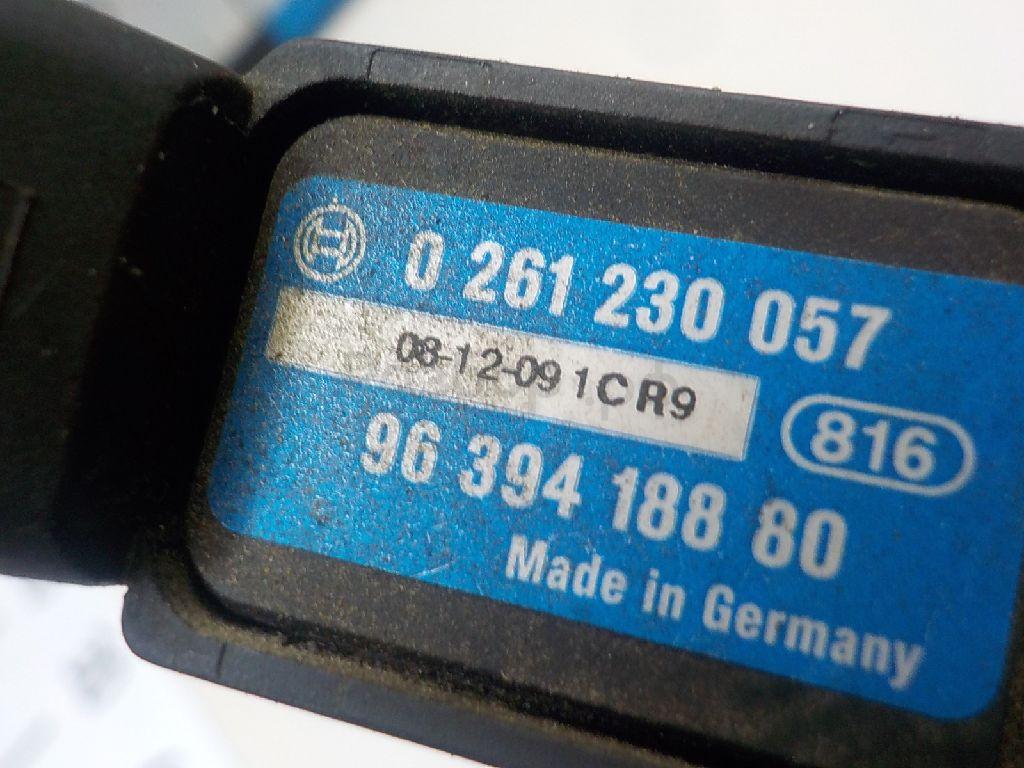 0 261 230 057
08-12-09 1CR9
816
96 394 188 80
Made in Germany